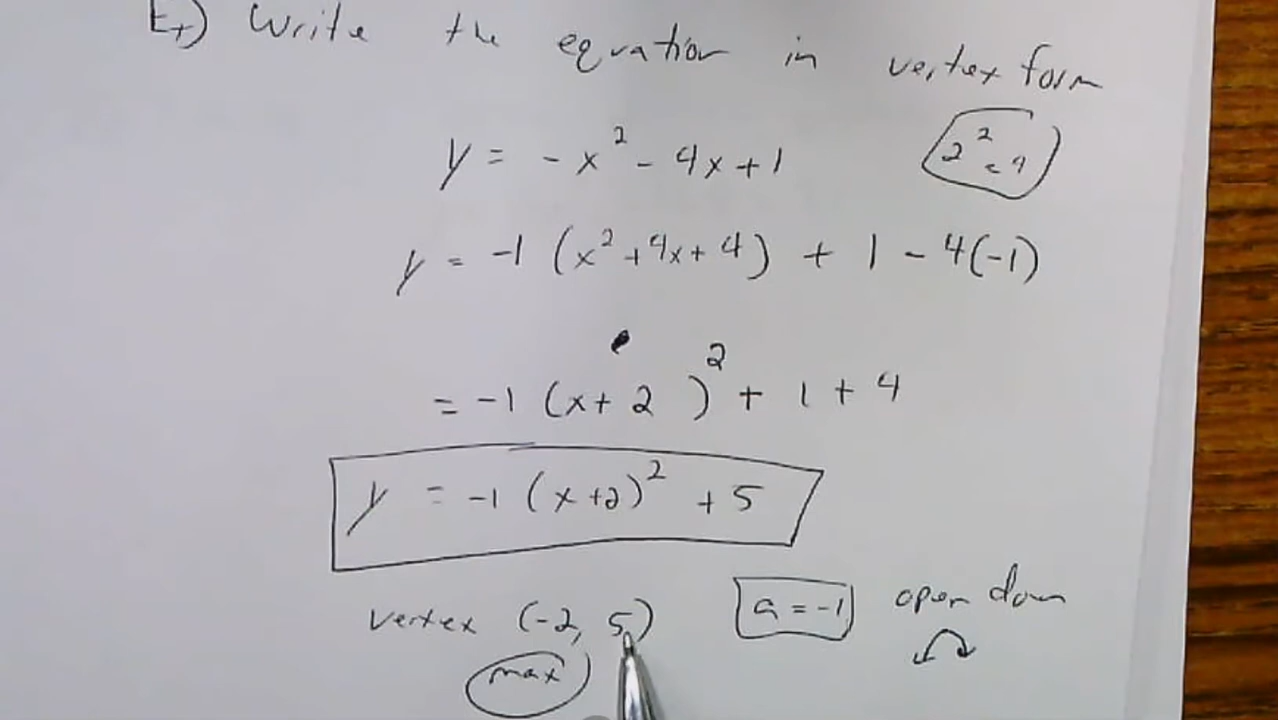 Ex) Write the equation in vertex form
y = -x² - 4x + 1
2² = 4
y = -1 (x² + 4x + 4) + 1 - 4(-1)
= -1 (x + 2 )² + 1 + 4
y = -1 (x + 2)² + 5
vertex (-2, 5) a = -1 open down
max